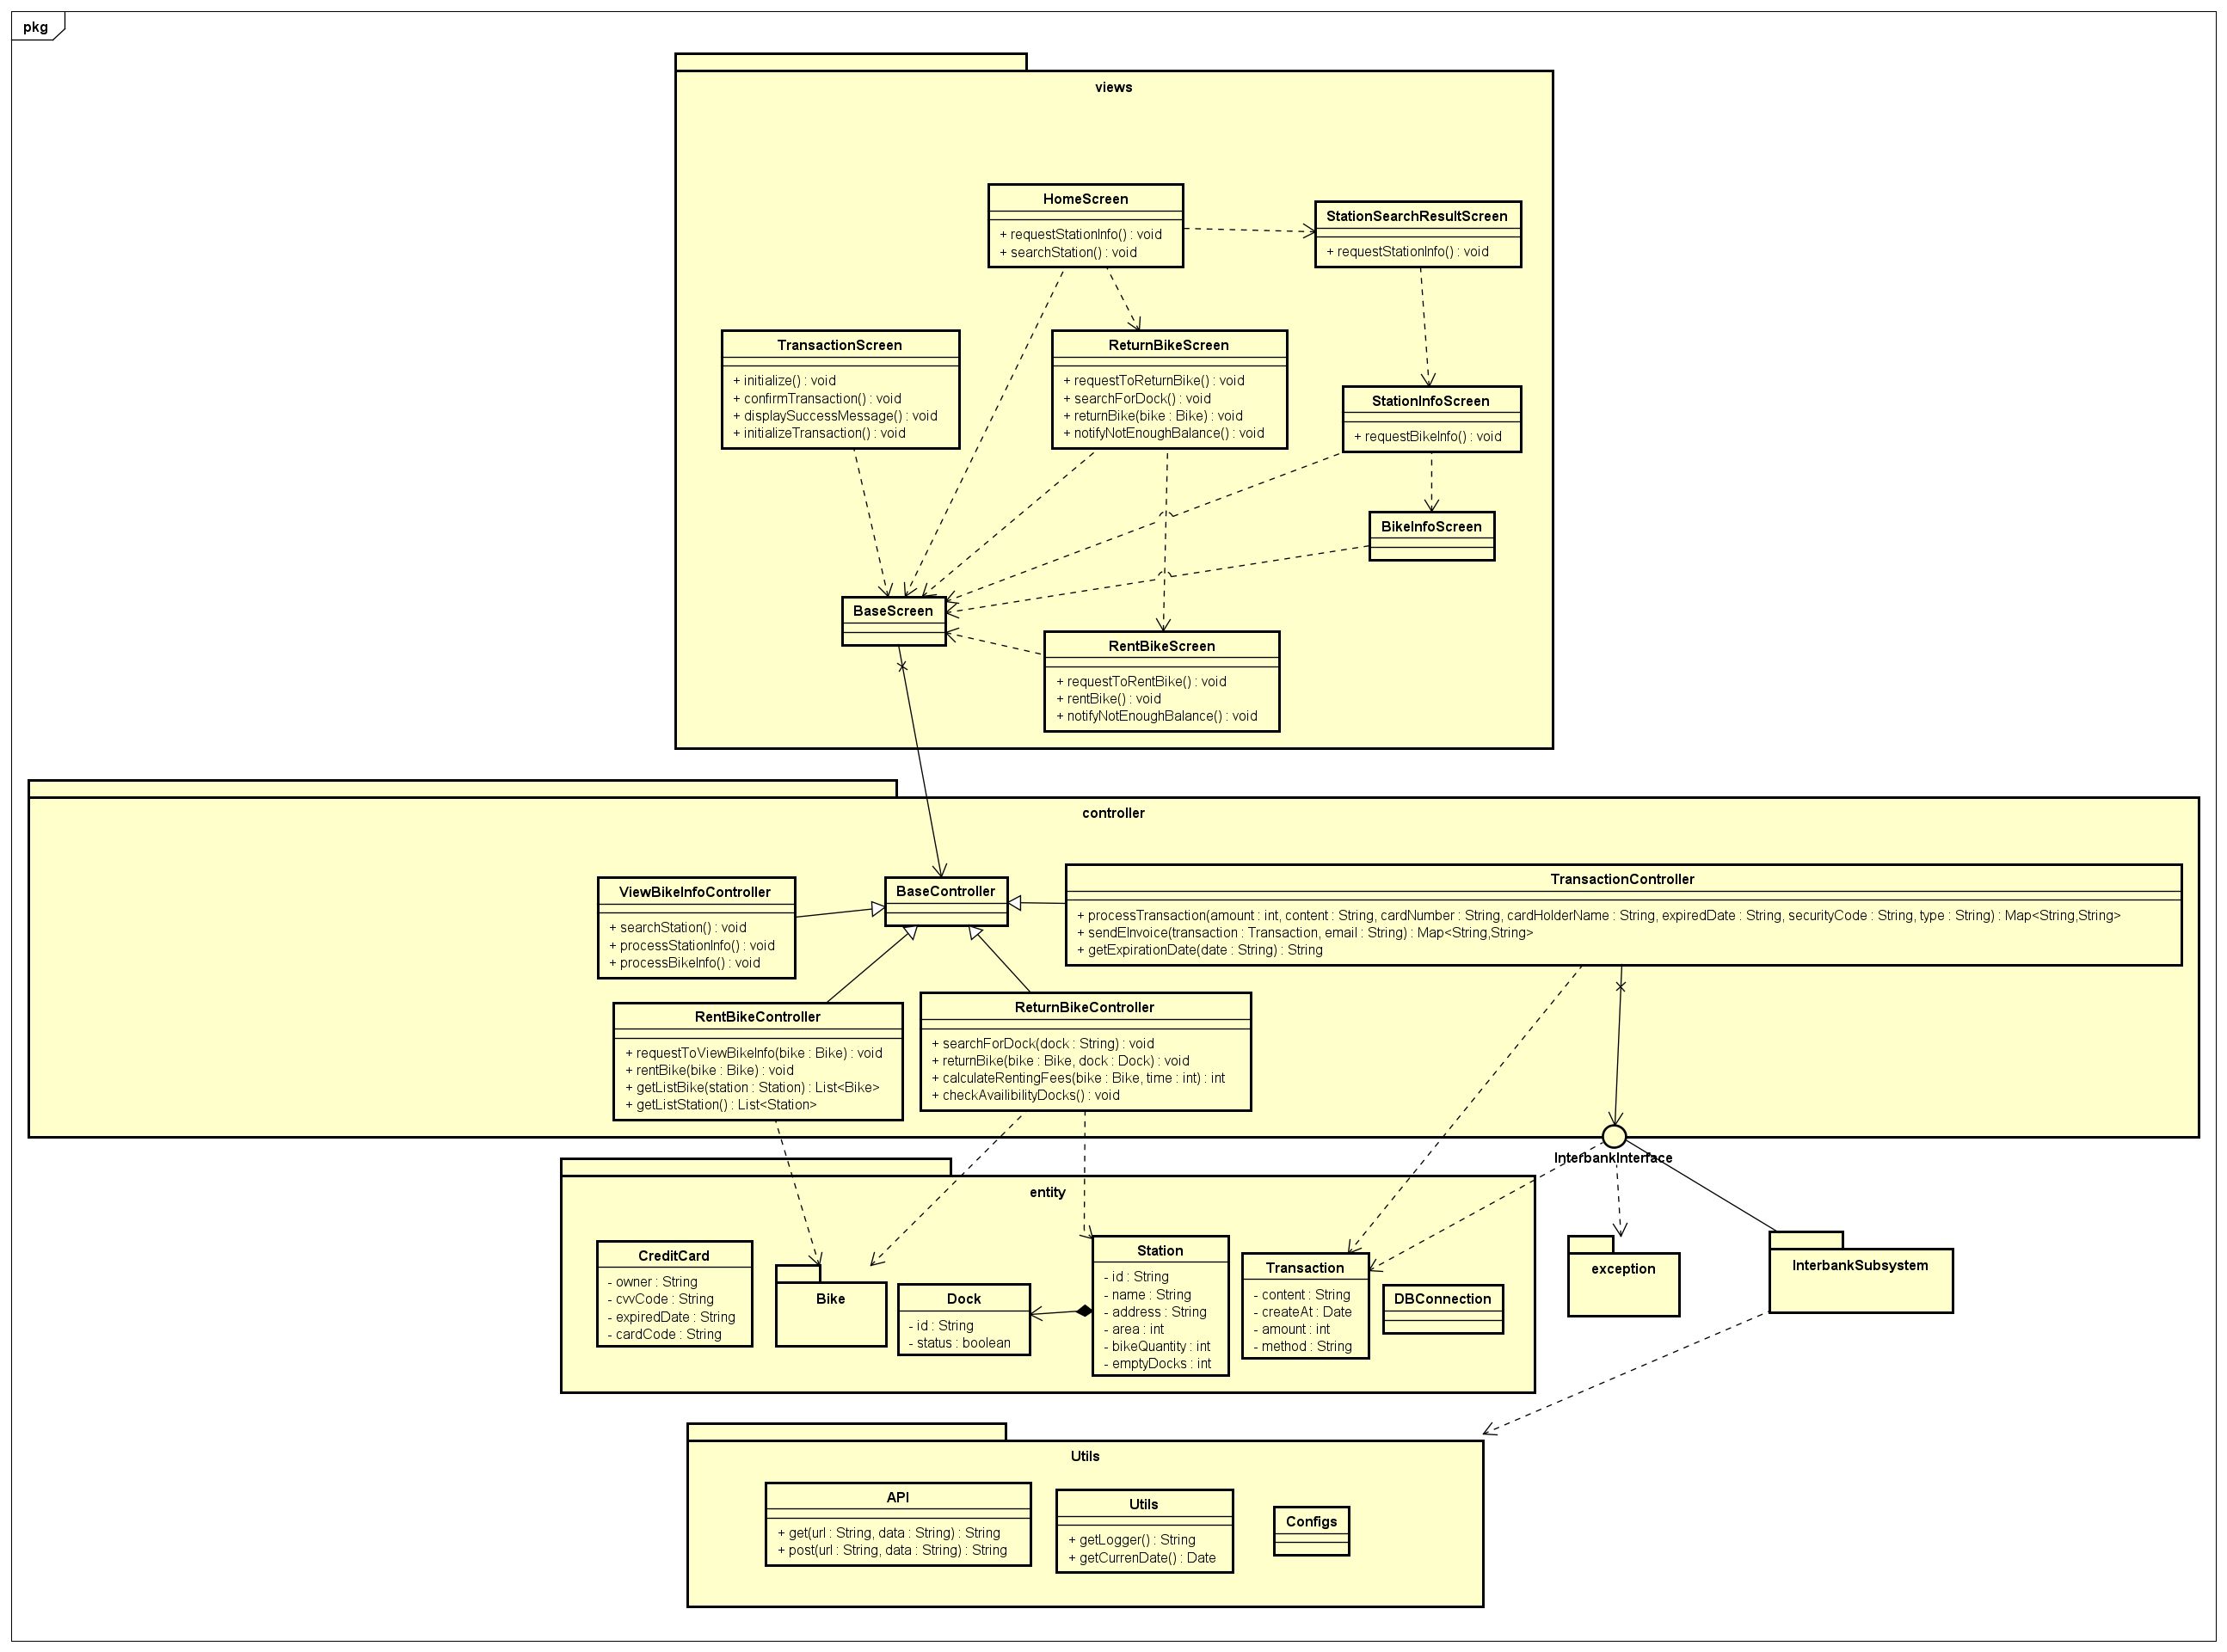 pkg
views
HomeScreen
+ requestStationInfo() : void
+ searchStation() : void
StationSearchResultScreen
+ requestStationInfo() : void
TransactionScreen
+ initialize() : void
+ confirmTransaction() : void
+ displaySuccessMessage() : void
+ initializeTransaction() : void
ReturnBikeScreen
+ requestToReturnBike() : void
+ searchForDock() : void
+ returnBike(bike : Bike) : void
+ notifyNotEnoughBalance() : void
StationInfoScreen
+ requestBikeInfo() : void
BikeInfoScreen
BaseScreen
RentBikeScreen
+ requestToRentBike() : void
+ rentBike() : void
+ notifyNotEnoughBalance() : void
controller
ViewBikeInfoController
+ searchStation() : void
+ processStationInfo() : void
+ processBikeInfo() : void
BaseController
TransactionController
+ processTransaction(amount : int, content : String, cardNumber : String, cardHolderName : String, expiredDate : String, securityCode : String, type : String) : Map<String,String>
+ sendEInvoice(transaction : Transaction, email : String) : Map<String,String>
+ getExpirationDate(date : String) : String
RentBikeController
+ requestToViewBikeInfo(bike : Bike) : void
+ rentBike(bike : Bike) : void
+ getListBike(station : Station) : List<Bike>
+ getListStation() : List<Station>
ReturnBikeController
+ searchForDock(dock : String) : void
+ returnBike(bike : Bike, dock : Dock) : void
+ calculateRentingFees(bike : Bike, time : int) : int
+ checkAvailibilityDocks() : void
InterbankInterface
entity
CreditCard
- owner : String
- cvvCode : String
- expiredDate : String
- cardCode : String
Bike
Dock
- id : String
- status : boolean
Station
- id : String
- name : String
- address : String
- area : int
- bikeQuantity : int
- emptyDocks : int
Transaction
- content : String
- createAt : Date
- amount : int
- method : String
DBConnection
exception
InterbankSubsystem
Utils
API
+ get(url : String, data : String) : String
+ post(url : String, data : String) : String
Utils
+ getLogger() : String
+ getCurrenDate() : Date
Configs